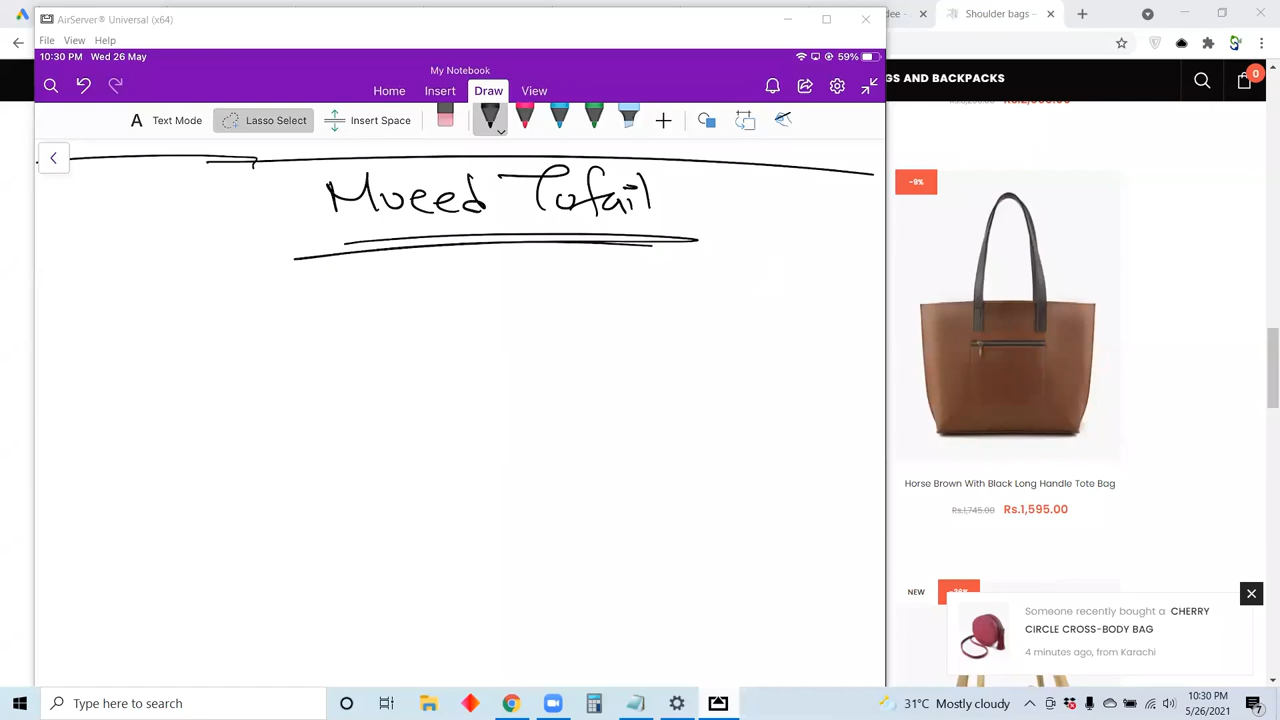 AirServer® Universal (x64)
Shoulder bags -
File View Help
10:30 PM Wed 26 May
59%
My Notebook
Home Insert Draw View
GS AND BACKPACKS
0
Text Mode Lasso Select Insert Space
Mueed Tufail
-9%
Horse Brown With Black Long Handle Tote Bag
Rs.1,745.00 Rs.1,595.00
NEW
Someone recently bought a CHERRY
CIRCLE CROSS-BODY BAG
4 minutes ago, from Karachi
Type here to search
31°C Mostly cloudy
10:30 PM
5/26/2021
7